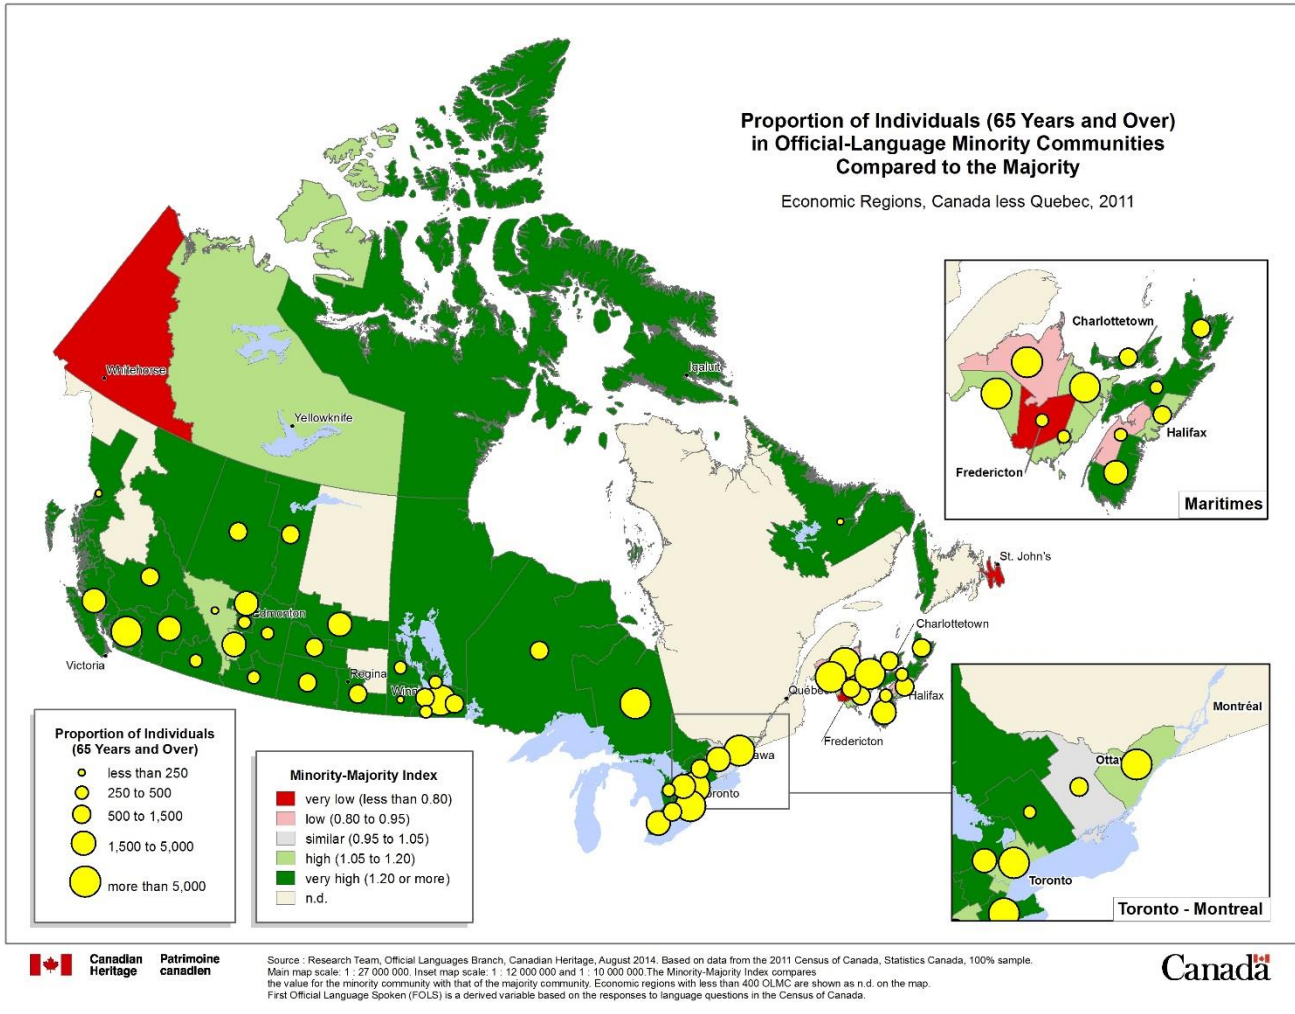 Proportion of Individuals (65 Years and Over)
in Official-Language Minority Communities
Compared to the Majority
Economic Regions, Canada less Quebec, 2011
Whitehorse
Yellowknife
Iqaluit
Edmonton
Victoria
Regina
St. John's
Charlottetown
Halifax
Fredericton
Toronto
Charlottetown
Halifax
Fredericton
Maritimes
Montréal
Toronto
Toronto - Montreal
Proportion of Individuals
(65 Years and Over)
less than 250
250 to 500
500 to 1,500
1,500 to 5,000
more than 5,000
Minority-Majority Index
very low (less than 0.80)
low (0.80 to 0.95)
similar (0.95 to 1.05)
high (1.05 to 1.20)
very high (1.20 or more)
n.d.
Canadian Patrimoine
Heritage canadien
Source : Research Team, Official Languages Branch, Canadian Heritage, August 2014. Based on data from the 2011 Census of Canada, Statistics Canada, 100% sample.
Main map scale: 1 : 27 000 000. Inset map scale: 1 : 12 000 000 and 1 : 10 000 000.The Minority-Majority Index compares
the value for the minority community with that of the majority community. Economic regions with less than 400 OLMC are shown as n.d. on the map.
First Official Language Spoken (FOLS) is a derived variable based on the responses to language questions in the Census of Canada.
Canada